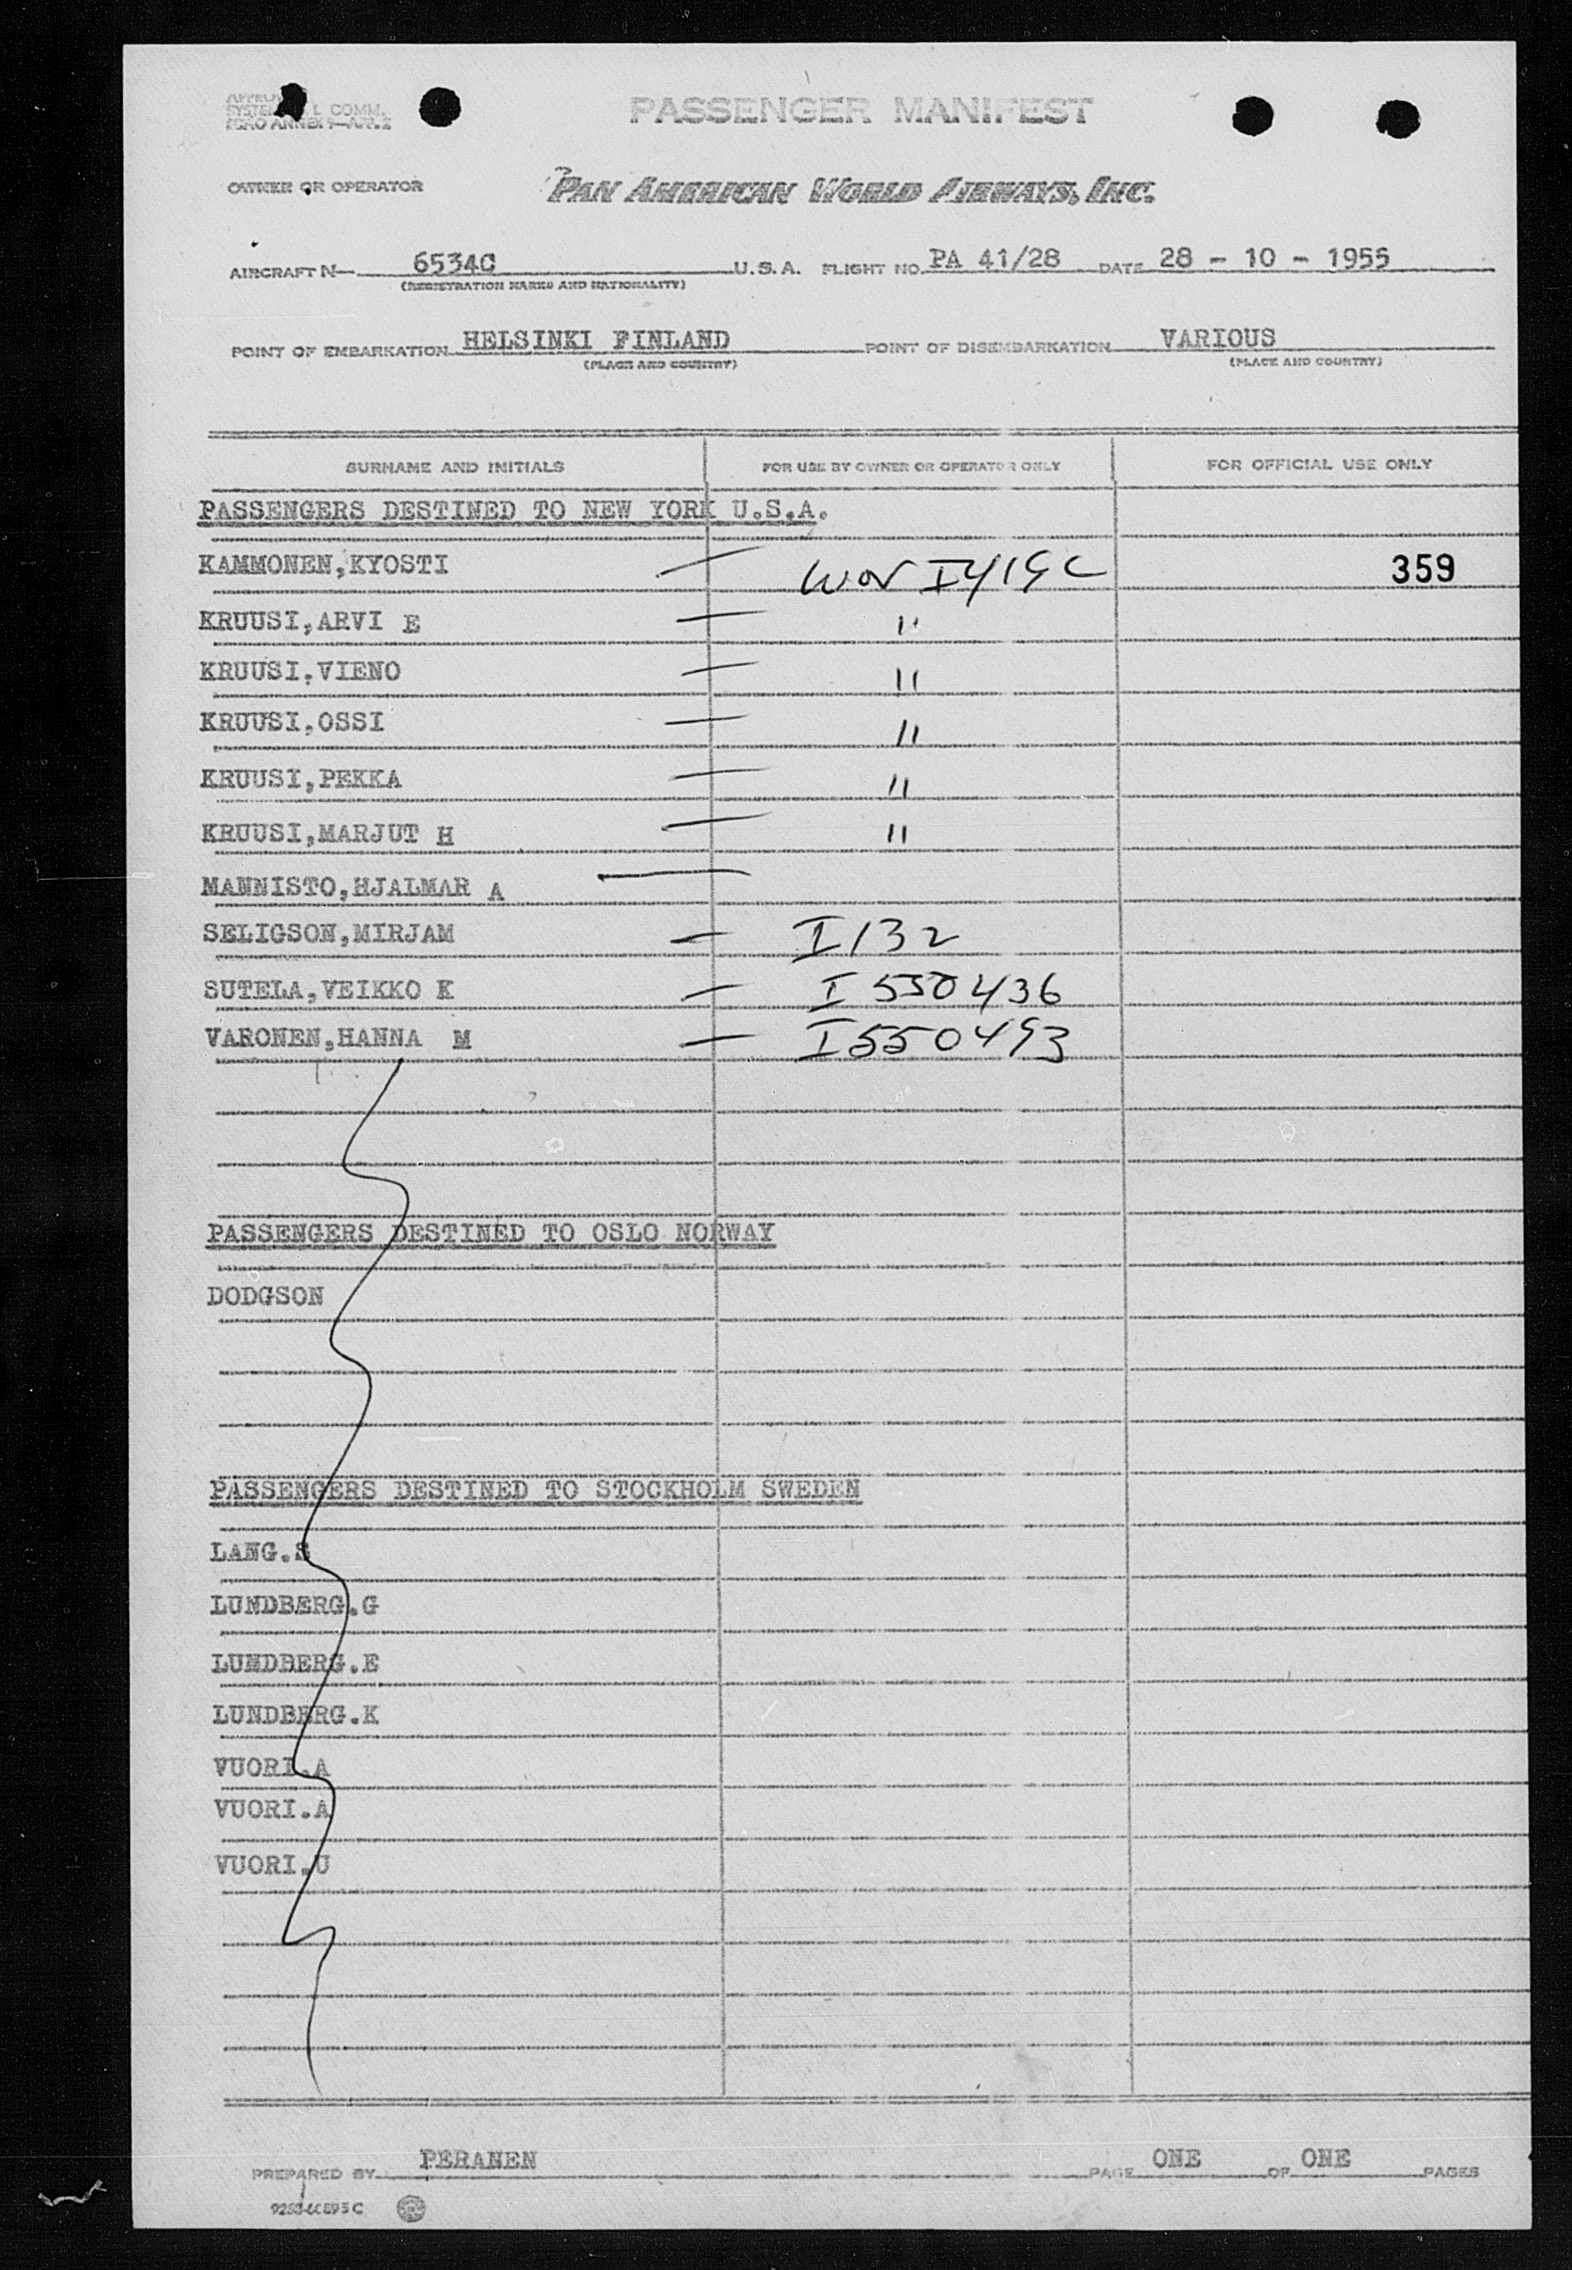 PASSENGER MANIFEST
L COMM.
OWNER OR OPERATOR PAN AMERICAN WORLD AIRWAYS, INC.
AIRCRAFT N— 6534C U.S.A. FLIGHT NO. PA 41/28 DATE 28 - 10 - 1955
(REGISTRATION MARKS AND NATIONALITY)
POINT OF EMBARKATION HELSINKI FINLAND POINT OF DISEMBARKATION VARIOUS
(PLACE AND COUNTRY) (PLACE AND COUNTRY)
SURNAME AND INITIALS FOR USE BY OWNER OR OPERATOR ONLY FOR OFFICIAL USE ONLY
PASSENGERS DESTINED TO NEW YORK U.S.A.
KAMMONEN,KYOSTI — 359
KRUUSI,ARVI E — "
KRUUSI.VIENO — "
KRUUSI,OSSI — "
KRUUSI,PEKKA — "
KRUUSI,MARJUT H — "
MANNISTO,HJALMAR A —
SELIGSON,MIRJAM — I 132
SUTELA,VEIKKO K — I 550436
VARONEN,HANNA M — I550493
PASSENGERS DESTINED TO OSLO NORWAY
DODGSON
PASSENGERS DESTINED TO STOCKHOLM SWEDEN
LANG.S
LUNDBERG.G
LUNDBERG.E
LUNDBERG.K
VUORI.A
VUORI.A
VUORI.U
PREPARED BY PERANEN PAGE ONE OF ONE PAGES